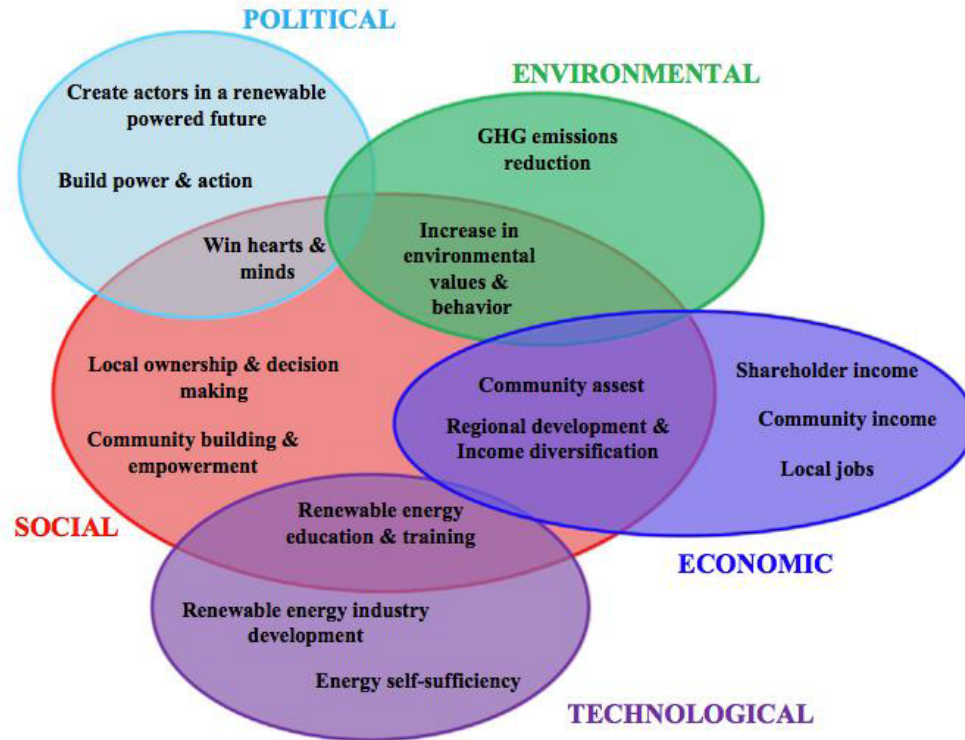 POLITICAL
Create actors in a renewable
powered future
Build power & action
Win hearts &
minds
ENVIRONMENTAL
GHG emissions
reduction
Increase in
environmental
values &
behavior
Local ownership & decision
making
Community building &
empowerment
SOCIAL
Community assest
Regional development &
Income diversification
Shareholder income
Community income
Local jobs
ECONOMIC
Renewable energy
education & training
Renewable energy industry
development
Energy self-sufficiency
TECHNOLOGICAL